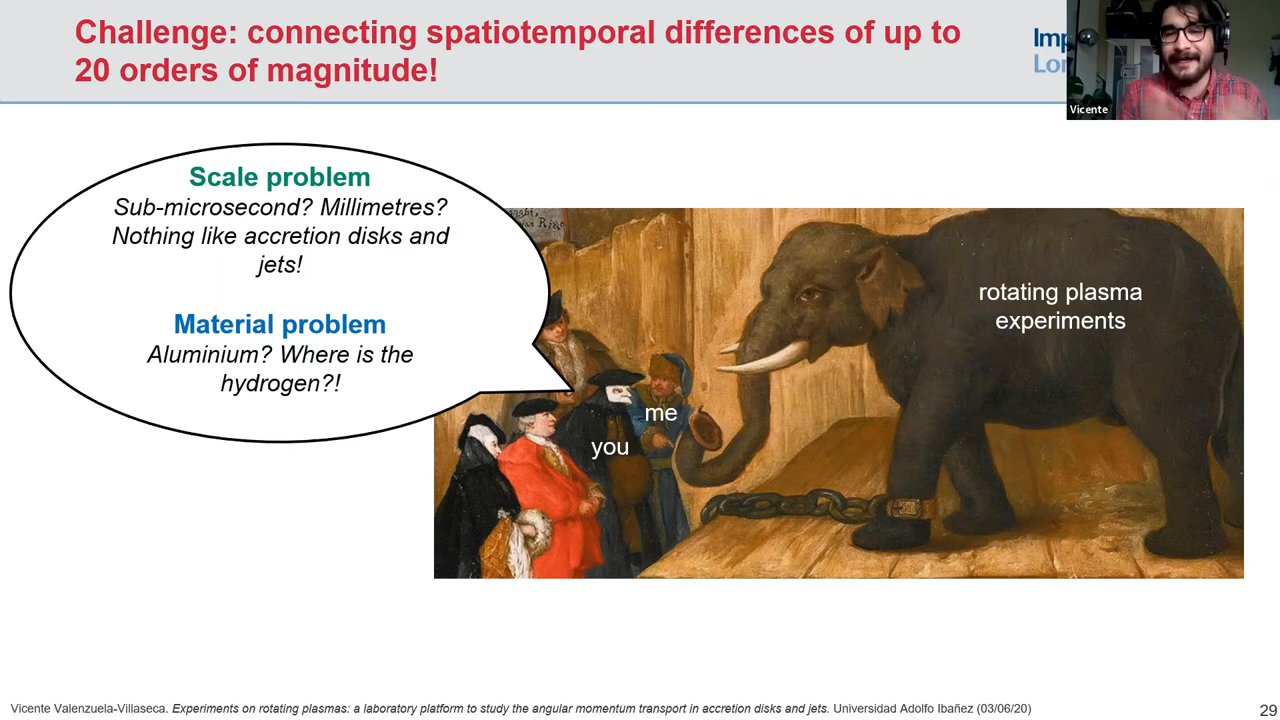 Challenge: connecting spatiotemporal differences of up to
20 orders of magnitude!
Vicente
Scale problem
Sub-microsecond? Millimetres?
Nothing like accretion disks and
jets!
Material problem
Aluminium? Where is the
hydrogen?!
rotating plasma
experiments
me
you
Vicente Valenzuela-Villaseca. Experiments on rotating plasmas: a laboratory platform to study the angular momentum transport in accretion disks and jets. Universidad Adolfo Ibañez (03/06/20)
29